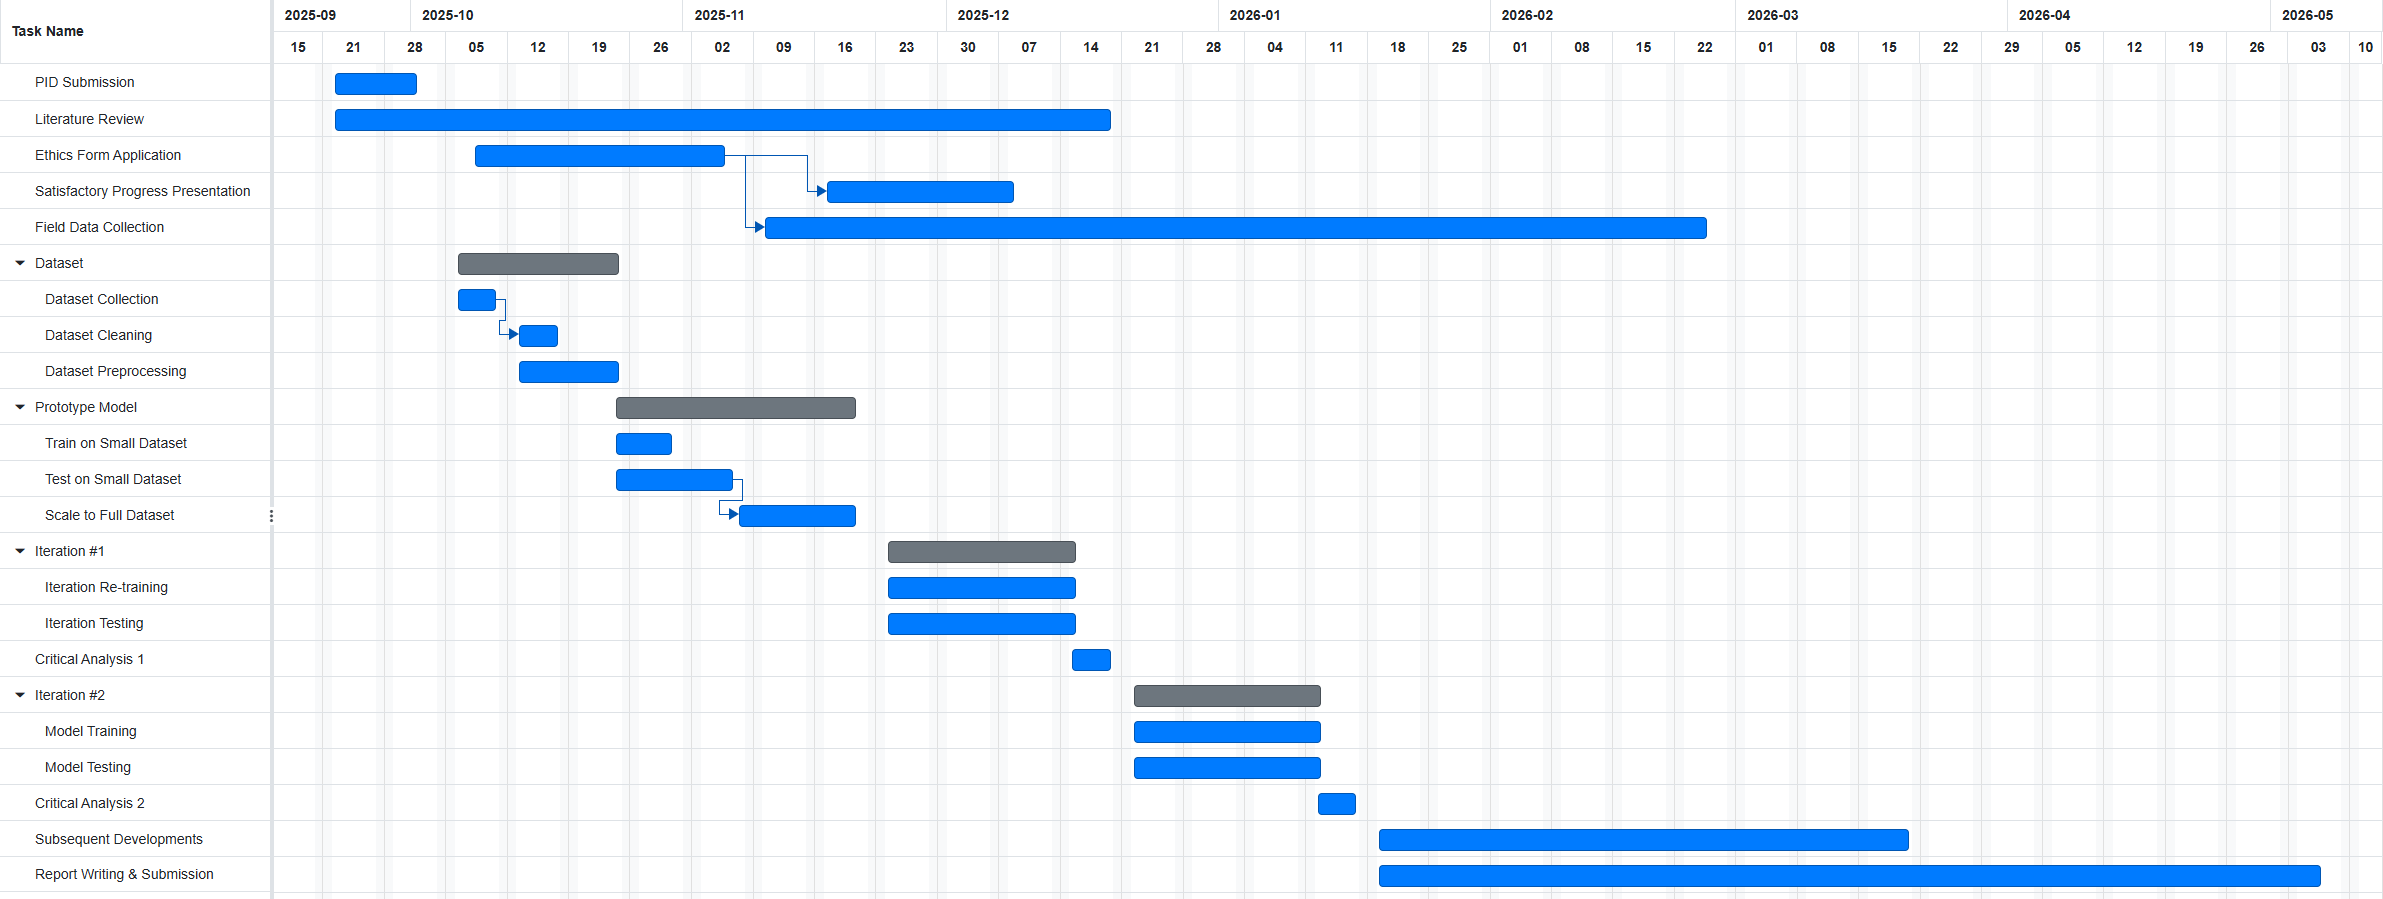 Task Name
2025-09 2025-10 2025-11 2025-12 2026-01 2026-02 2026-03 2026-04 2026-05
15 21 28 05 12 19 26 02 09 16 23 30 07 14 21 28 04 11 18 25 01 08 15 22 01 08 15 22 29 05 12 19 26 03 10
PID Submission
Literature Review
Ethics Form Application
Satisfactory Progress Presentation
Field Data Collection
Dataset
Dataset Collection
Dataset Cleaning
Dataset Preprocessing
Prototype Model
Train on Small Dataset
Test on Small Dataset
Scale to Full Dataset
Iteration #1
Iteration Re-training
Iteration Testing
Critical Analysis 1
Iteration #2
Model Training
Model Testing
Critical Analysis 2
Subsequent Developments
Report Writing & Submission